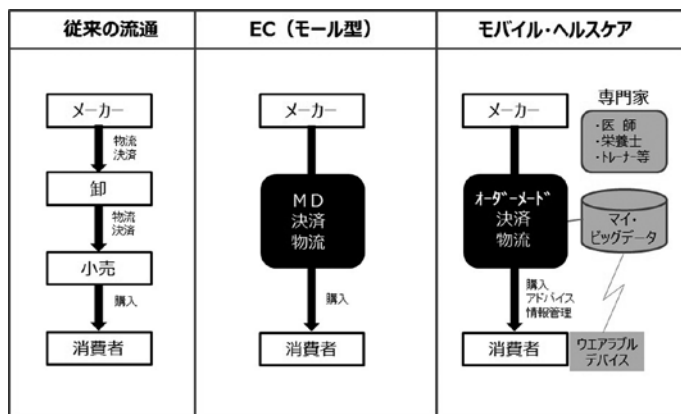 従来の流通
メーカー
物流
決済
卸
物流
決済
小売
購入
消費者
EC（モール型）
メーカー
MD
決済
物流
購入
消費者
モバイル・ヘルスケア
メーカー
オーダーメード
決済
物流
購入
アドバイス
情報管理
消費者
専門家
・医 師
・栄養士
・トレーナー等
マイ・
ビッグデータ
ウエアラブル
デバイス